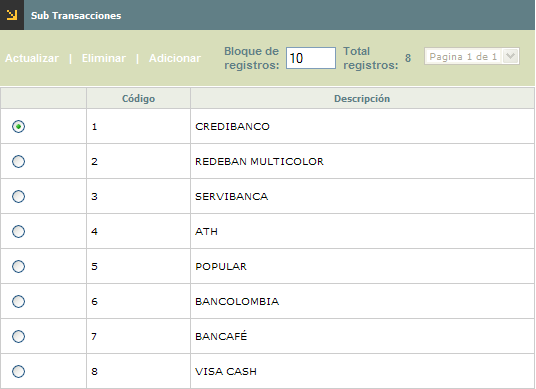 Sub Transacciones
Actualizar | Eliminar | Adicionar Bloque de registros: 10 Total registros: 8 Pagina 1 de 1
Código Descripción
1 CREDIBANCO
2 REDEBAN MULTICOLOR
3 SERVIBANCA
4 ATH
5 POPULAR
6 BANCOLOMBIA
7 BANCAFÉ
8 VISA CASH